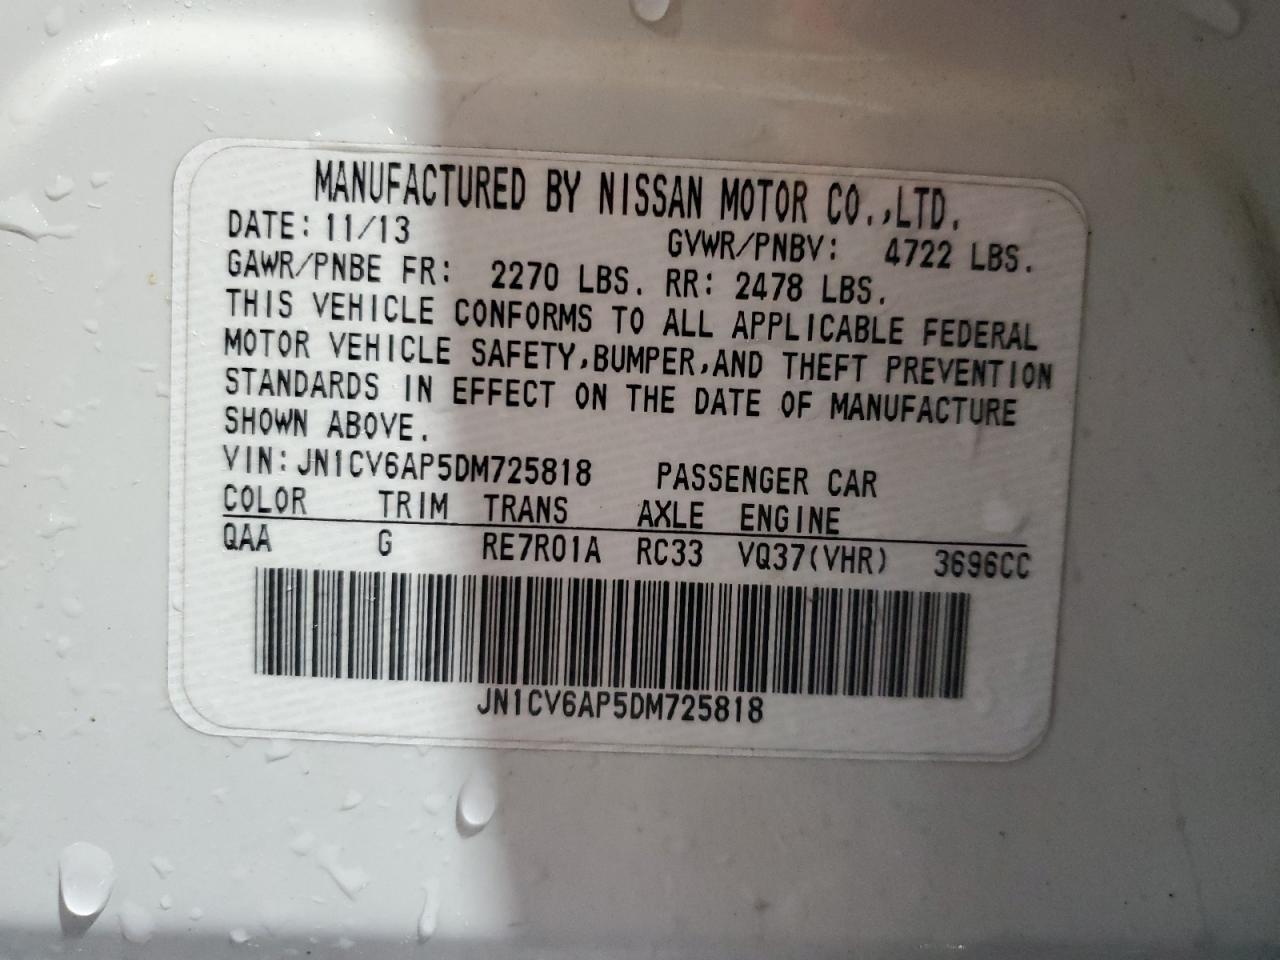 MANUFACTURED BY NISSAN MOTOR CO.,LTD.
DATE: 11/13 GVWR/PNBV: 4722 LBS.
GAWR/PNBE FR: 2270 LBS. RR: 2478 LBS.
THIS VEHICLE CONFORMS TO ALL APPLICABLE FEDERAL
MOTOR VEHICLE SAFETY,BUMPER,AND THEFT PREVENTION
STANDARDS IN EFFECT ON THE DATE OF MANUFACTURE
SHOWN ABOVE.
VIN: JN1CV6AP5DM725818 PASSENGER CAR
COLOR TRIM TRANS AXLE ENGINE
QAA G RE7R01A RC33 VQ37(VHR) 3696CC
JN1CV6AP5DM725818